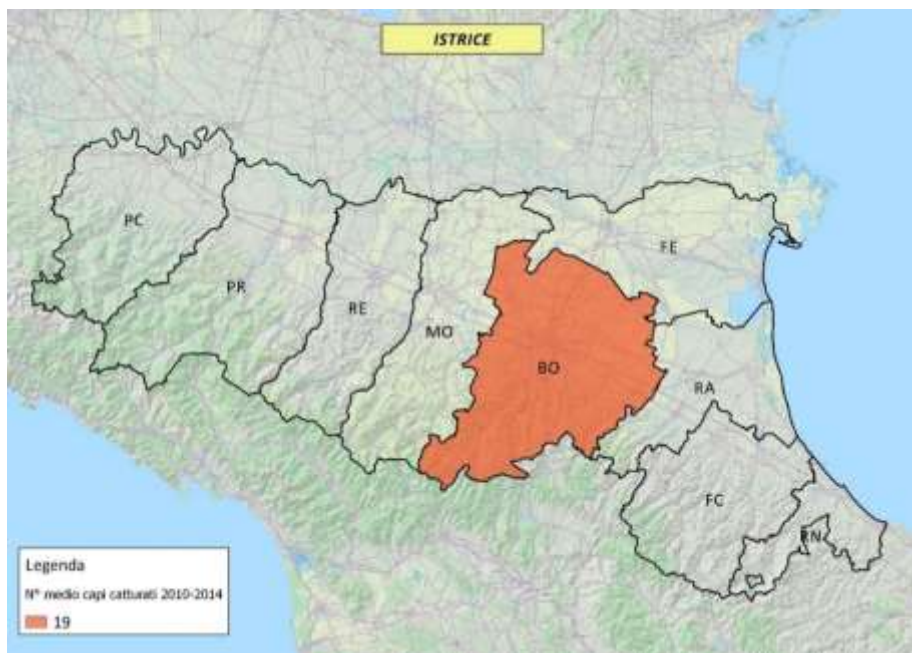 ISTRICE
PC
PR
RE
MO
FE
BO
RA
FC
RN
Legenda
N° medio capi catturati 2010-2014
19